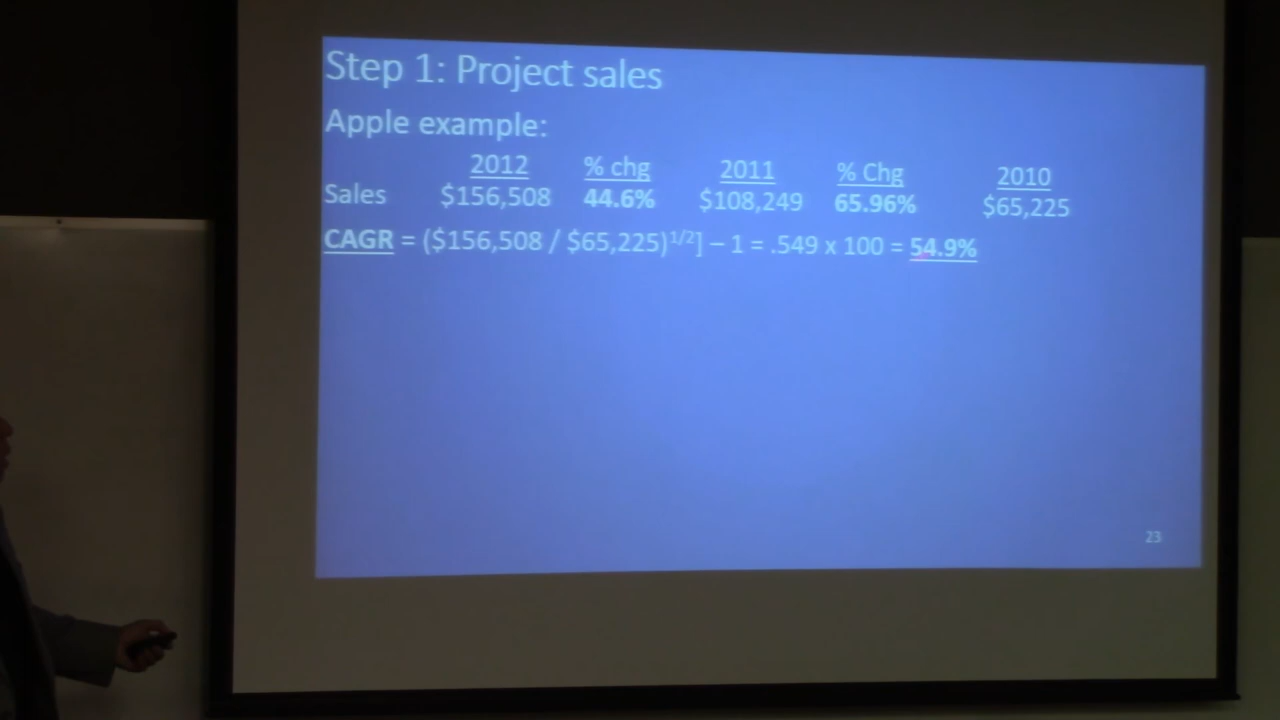 Step 1: Project sales
Apple example:
2012 % chg 2011 % Chg 2010
Sales $156,508 44.6% $108,249 65.96% $65,225
CAGR = ($156,508 / $65,225)^1/2] – 1 = .549 x 100 = 54.9%
23